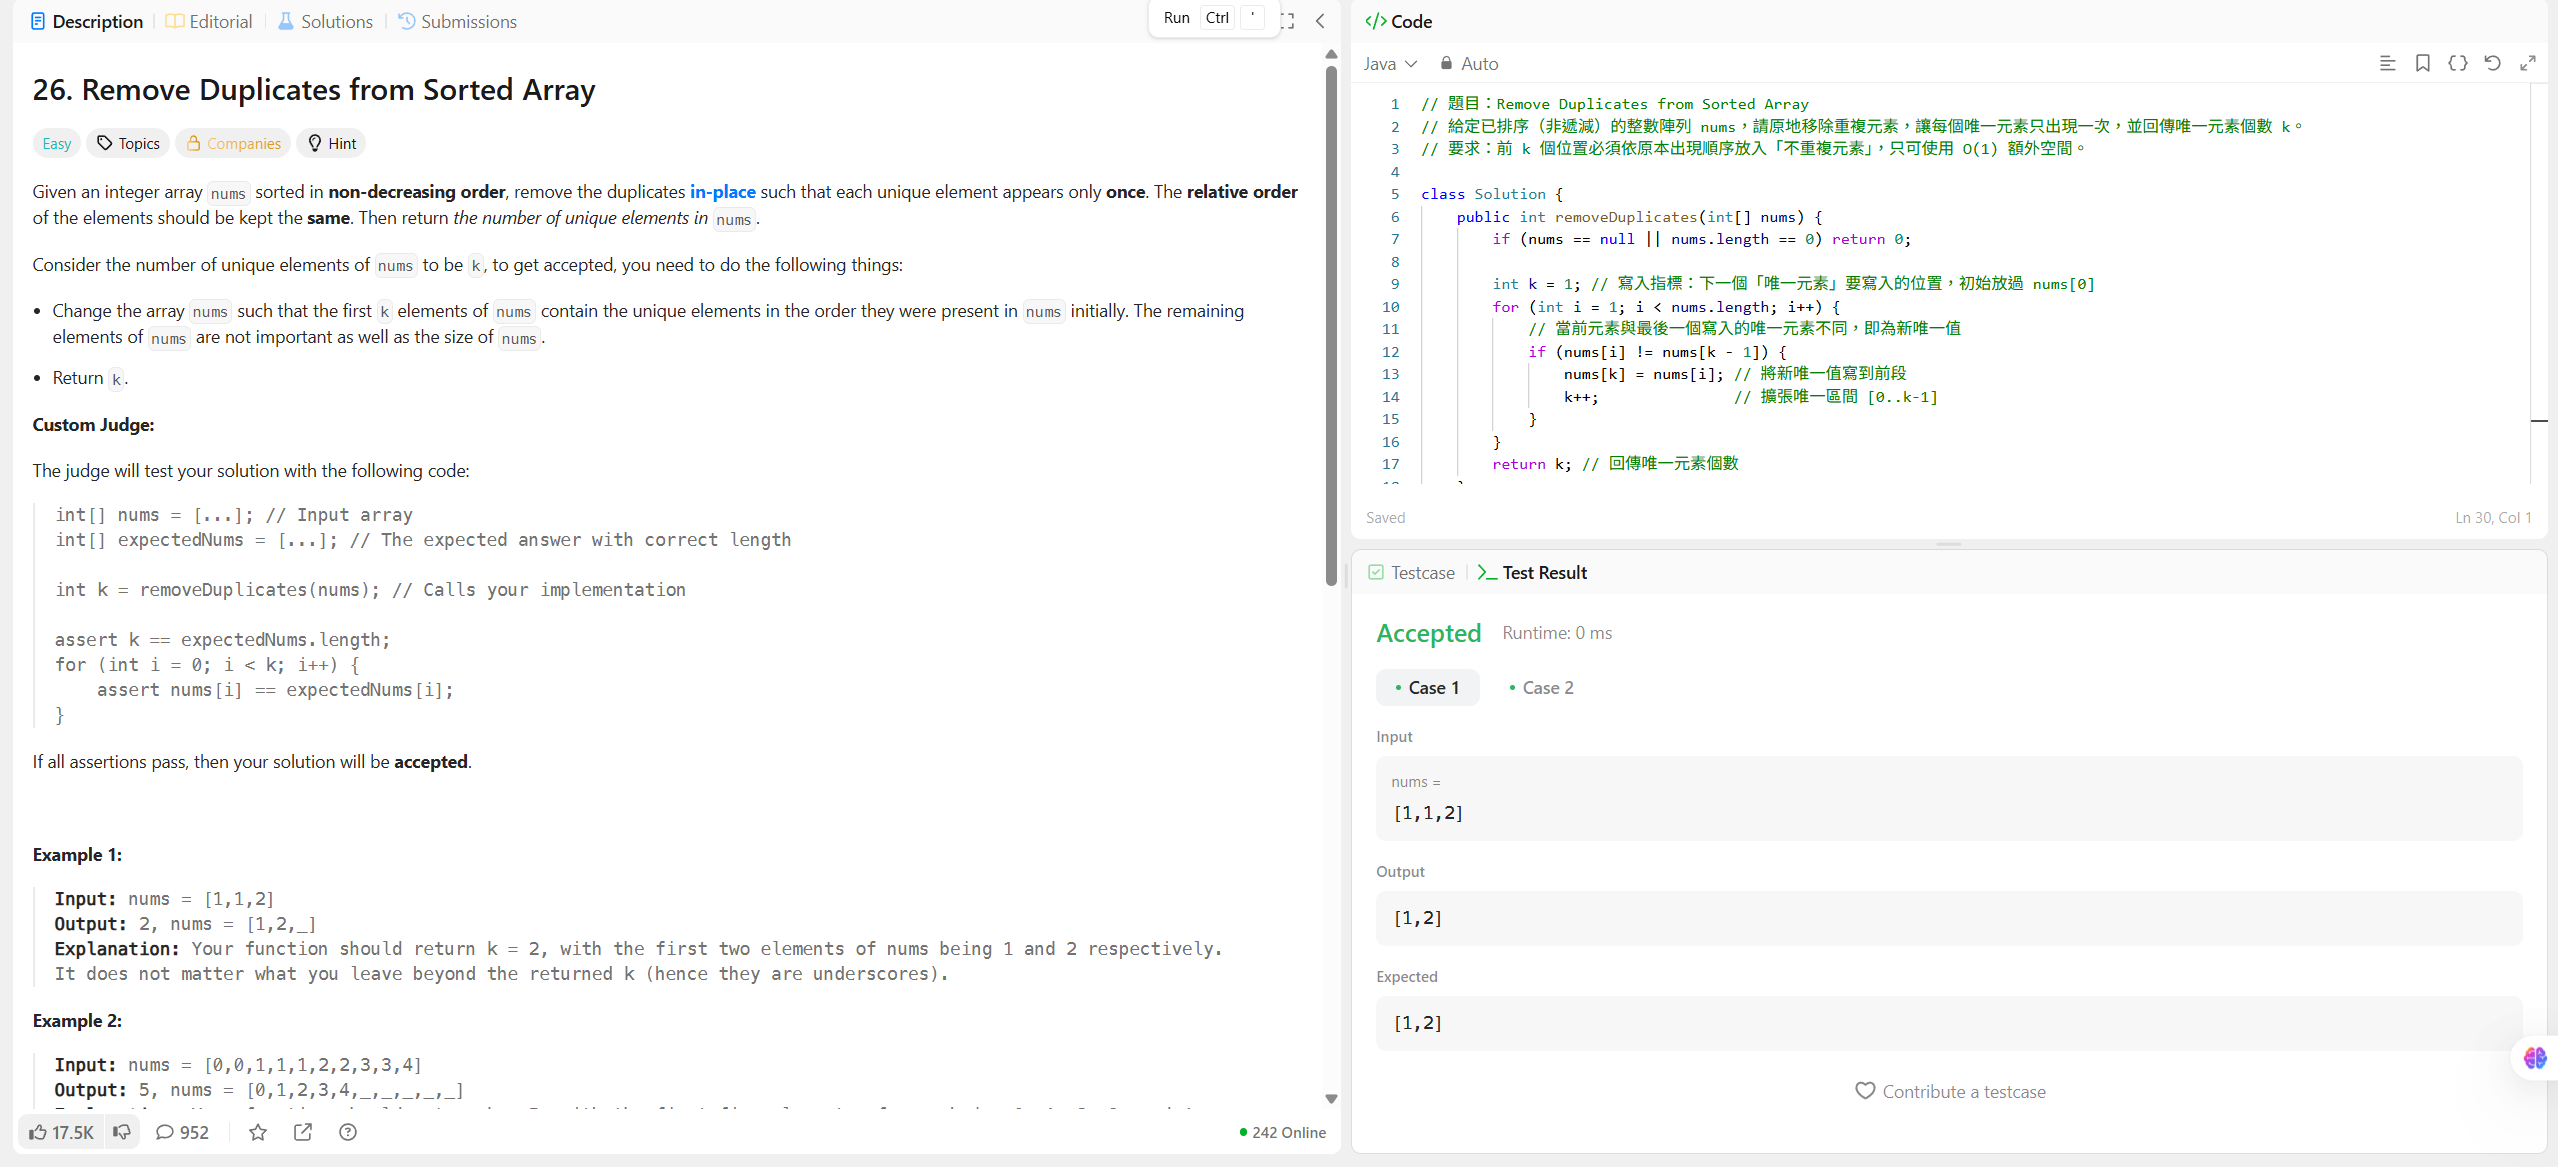 Description
Editorial
Solutions
Submissions
Run Ctrl '
26. Remove Duplicates from Sorted Array
Easy
Topics
Companies
Hint
Given an integer array nums sorted in non-decreasing order, remove the duplicates in-place such that each unique element appears only once. The relative order
of the elements should be kept the same. Then return the number of unique elements in nums.
Consider the number of unique elements of nums to be k, to get accepted, you need to do the following things:
• Change the array nums such that the first k elements of nums contain the unique elements in the order they were present in nums initially. The remaining
elements of nums are not important as well as the size of nums.
• Return k.
Custom Judge:
The judge will test your solution with the following code:
int[] nums = [...]; // Input array
int[] expectedNums = [...]; // The expected answer with correct length
int k = removeDuplicates(nums); // Calls your implementation
assert k == expectedNums.length;
for (int i = 0; i < k; i++) {
    assert nums[i] == expectedNums[i];
}
If all assertions pass, then your solution will be accepted.
Example 1:
Input: nums = [1,1,2]
Output: 2, nums = [1,2,_]
Explanation: Your function should return k = 2, with the first two elements of nums being 1 and 2 respectively.
It does not matter what you leave beyond the returned k (hence they are underscores).
Example 2:
Input: nums = [0,0,1,1,1,2,2,3,3,4]
Output: 5, nums = [0,1,2,3,4,_,_,_,_,_]
17.5K
952
242 Online
</> Code
Java
Auto
1 // 題目：Remove Duplicates from Sorted Array
2 // 給定已排序（非遞減）的整數陣列 nums，請原地移除重複元素，讓每個唯一元素只出現一次，並回傳唯一元素個數 k。
3 // 要求：前 k 個位置必須依原本出現順序放入「不重複元素」，只可使用 O(1) 額外空間。
4
5 class Solution {
6     public int removeDuplicates(int[] nums) {
7         if (nums == null || nums.length == 0) return 0;
8
9         int k = 1; // 寫入指標：下一個「唯一元素」要寫入的位置，初始放過 nums[0]
10         for (int i = 1; i < nums.length; i++) {
11             // 當前元素與最後一個寫入的唯一元素不同，即為新唯一值
12             if (nums[i] != nums[k - 1]) {
13                 nums[k] = nums[i]; // 將新唯一值寫到前段
14                 k++;               // 擴張唯一區間 [0..k-1]
15             }
16         }
17         return k; // 回傳唯一元素個數
Saved
Ln 30, Col 1
Testcase
Test Result
Accepted
Runtime: 0 ms
• Case 1
• Case 2
Input
nums =
[1,1,2]
Output
[1,2]
Expected
[1,2]
Contribute a testcase